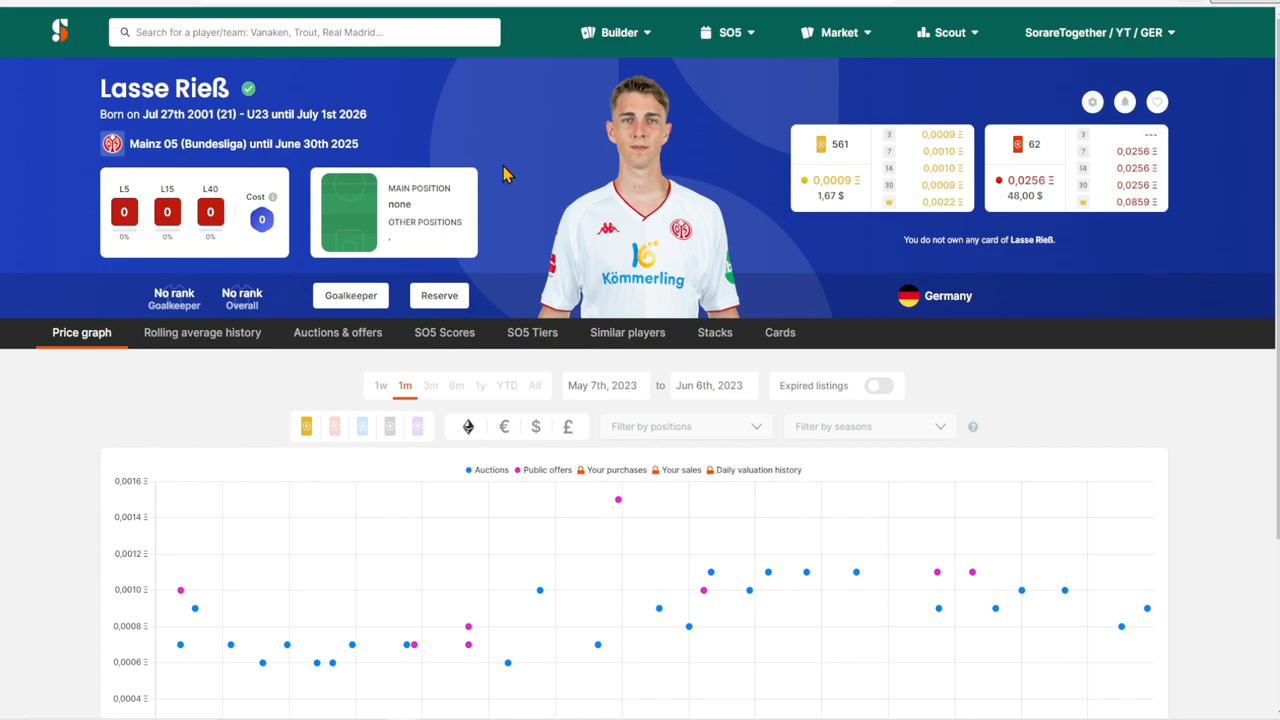 Search for a player/team: Vanaken, Trout, Real Madrid...
Builder
SO5
Market
Scout
SorareTogether / YT / GER
Lasse Rieß
Born on Jul 27th 2001 (21) - U23 until July 1st 2026
Mainz 05 (Bundesliga) until June 30th 2025
L5 L15 L40 Cost
0 0 0 0
0% 0% 0%
MAIN POSITION
none
OTHER POSITIONS
,
Kömmerling
561
0,0009 Ξ
1,67 $
3 0,0009 Ξ
7 0,0010 Ξ
14 0,0010 Ξ
30 0,0009 Ξ
W 0,0022 Ξ
62
0,0256 Ξ
48,00 $
3 ---
7 0,0256 Ξ
14 0,0256 Ξ
30 0,0256 Ξ
W 0,0859 Ξ
You do not own any card of Lasse Rieß.
No rank
Goalkeeper
No rank
Overall
Goalkeeper
Reserve
Germany
Price graph
Rolling average history
Auctions & offers
SO5 Scores
SO5 Tiers
Similar players
Stacks
Cards
1w 1m 3m 6m 1y YTD All
May 7th, 2023 to Jun 6th, 2023
Expired listings
€ $ £
Filter by positions
Filter by seasons
?
Auctions Public offers Your purchases Your sales Daily valuation history
0,0016 Ξ
0,0014 Ξ
0,0012 Ξ
0,0010 Ξ
0,0008 Ξ
0,0006 Ξ
0,0004 Ξ